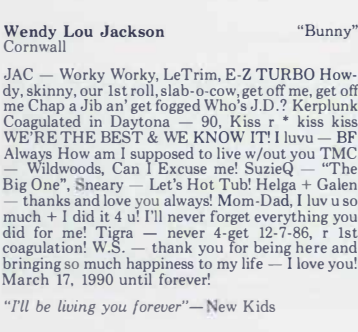 Wendy Lou Jackson "Bunny"
Cornwall
JAC — Worky Worky, LeTrim, E-Z TURBO How-
dy, skinny, our 1st roll, slab-o-cow, get off me, get off
me Chap a Jib an' get fogged Who's J.D.? Kerplunk
Coagulated in Daytona — 90, Kiss r * kiss kiss
WE'RE THE BEST & WE KNOW IT! I luvu — BF
Always How am I supposed to live w/out you TMC
— Wildwoods, Can I Excuse me! SuzieQ — "The
Big One", Sneary — Let's Hot Tub! Helga + Galen
— thanks and love you always! Mom-Dad, I luv u so
much + I did it 4 u! I'll never forget everything you
did for me! Tigra — never 4-get 12-7-86, r 1st
coagulation! W.S. — thank you for being here and
bringing so much happiness to my life — I love you!
March 17, 1990 until forever!
"I'll be living you forever"—New Kids